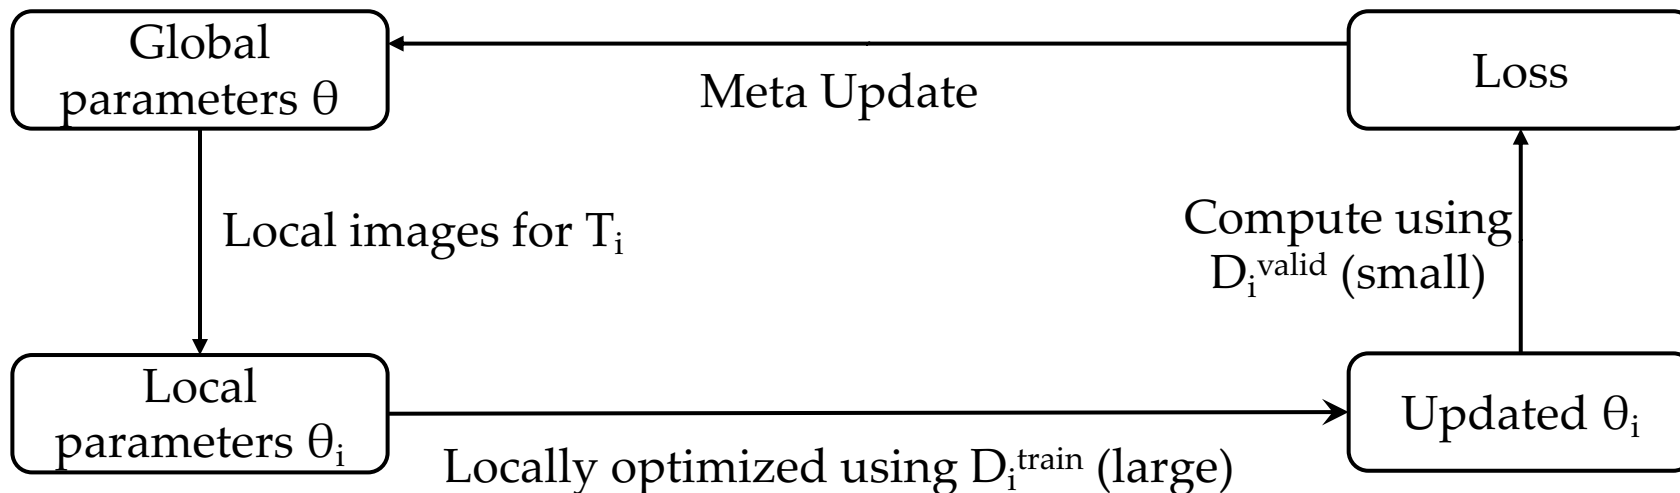 Global
parameters θ
Meta Update
Loss
Local images for Tᵢ
Compute using
Dᵢᵛᵃˡⁱᵈ (small)
Local
parameters θᵢ
Locally optimized using Dᵢᵗʳᵃⁱⁿ (large)
Updated θᵢ